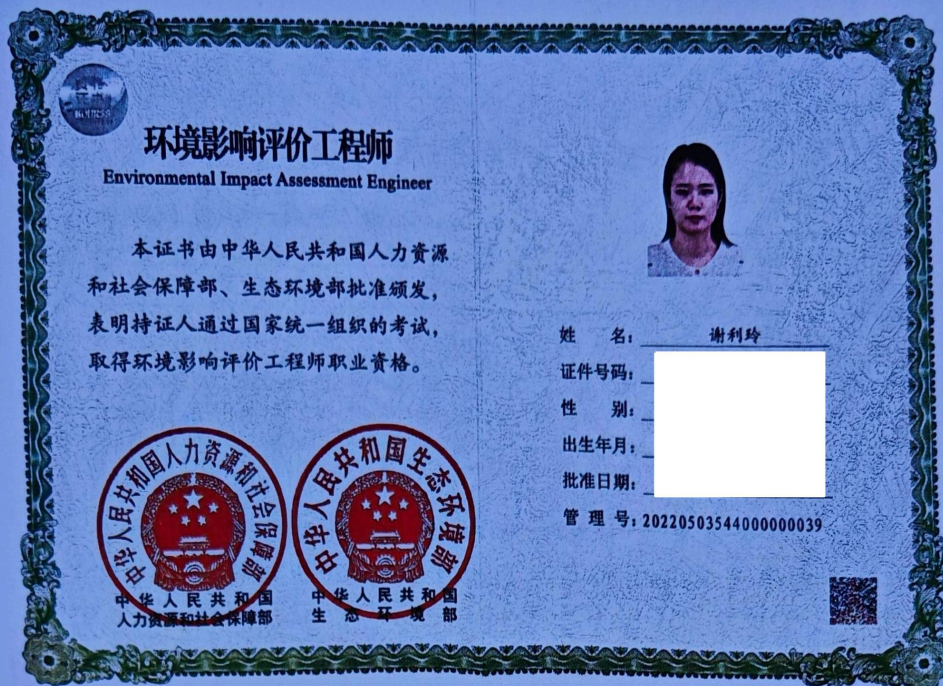 环境影响评价工程师
Environmental Impact Assessment Engineer
本证书由中华人民共和国人力资源
和社会保障部、生态环境部批准颁发，
表明持证人通过国家统一组织的考试，
取得环境影响评价工程师职业资格。
中华人民共和国人力资源和社会保障部
中华人民共和国
人力资源和社会保障部
中华人民共和国生态环境部
中华人民共和国
生态环境部
姓 名：谢利玲
证件号码：
性 别：
出生年月：
批准日期：
管 理 号：20220503544000000039